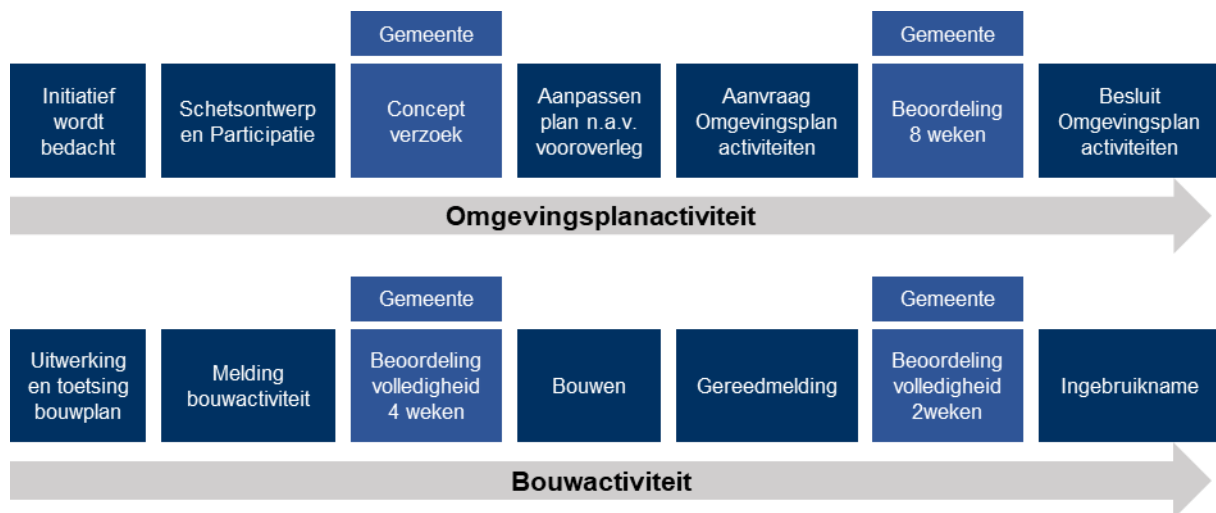 Gemeente
Gemeente
Initiatief
wordt
bedacht
Schetsontwerp
en Participatie
Concept
verzoek
Aanpassen
plan n.a.v.
vooroverleg
Aanvraag
Omgevingsplan
activiteiten
Beoordeling
8 weken
Besluit
Omgevingsplan
activiteiten
Omgevingsplanactiviteit
Gemeente
Gemeente
Uitwerking
en toetsing
bouwplan
Melding
bouwactiviteit
Beoordeling
volledigheid
4 weken
Bouwen
Gereedmelding
Beoordeling
volledigheid
2weken
Ingebruikname
Bouwactiviteit